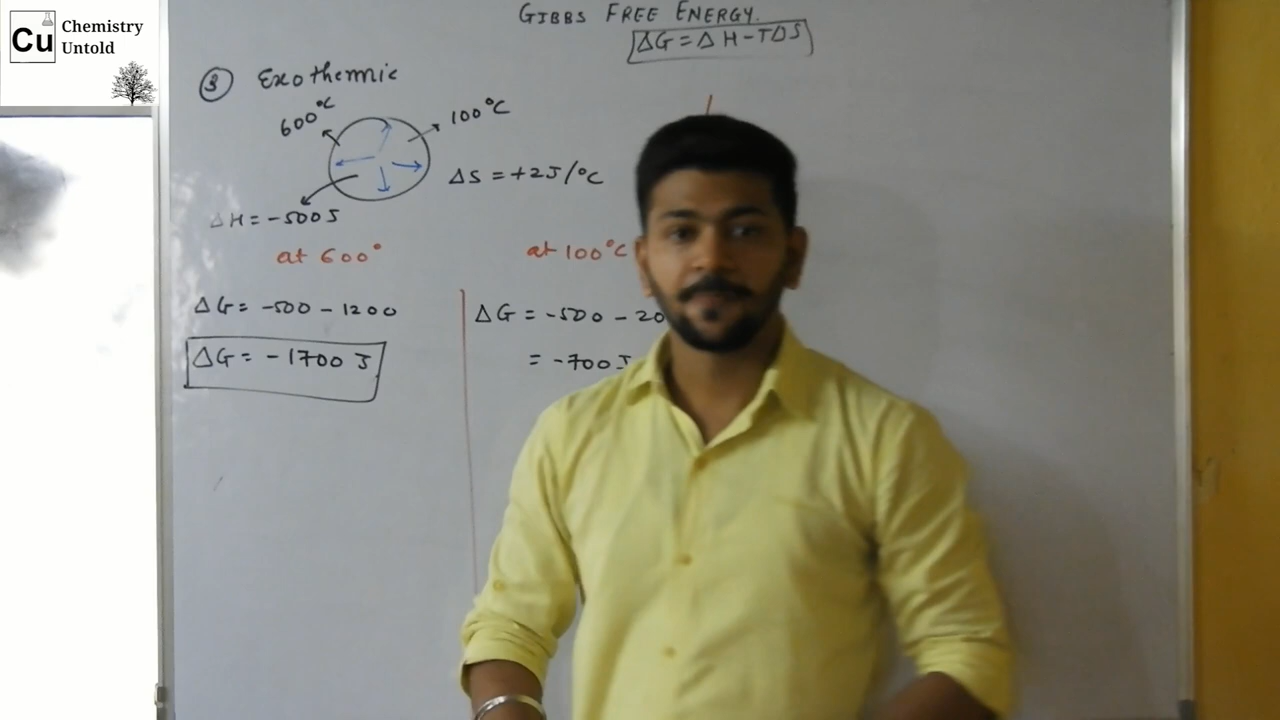 Cu
Chemistry
Untold
GIBBS FREE ENERGY.
ΔG = ΔH - TΔS
③ Exothermic
600°C
100°C
ΔS = +2J/°C
ΔH = -500J
at 600°
at 100°C
ΔG = -500 - 1200
ΔG = -1700 J
ΔG = -500 - 20
= -700J